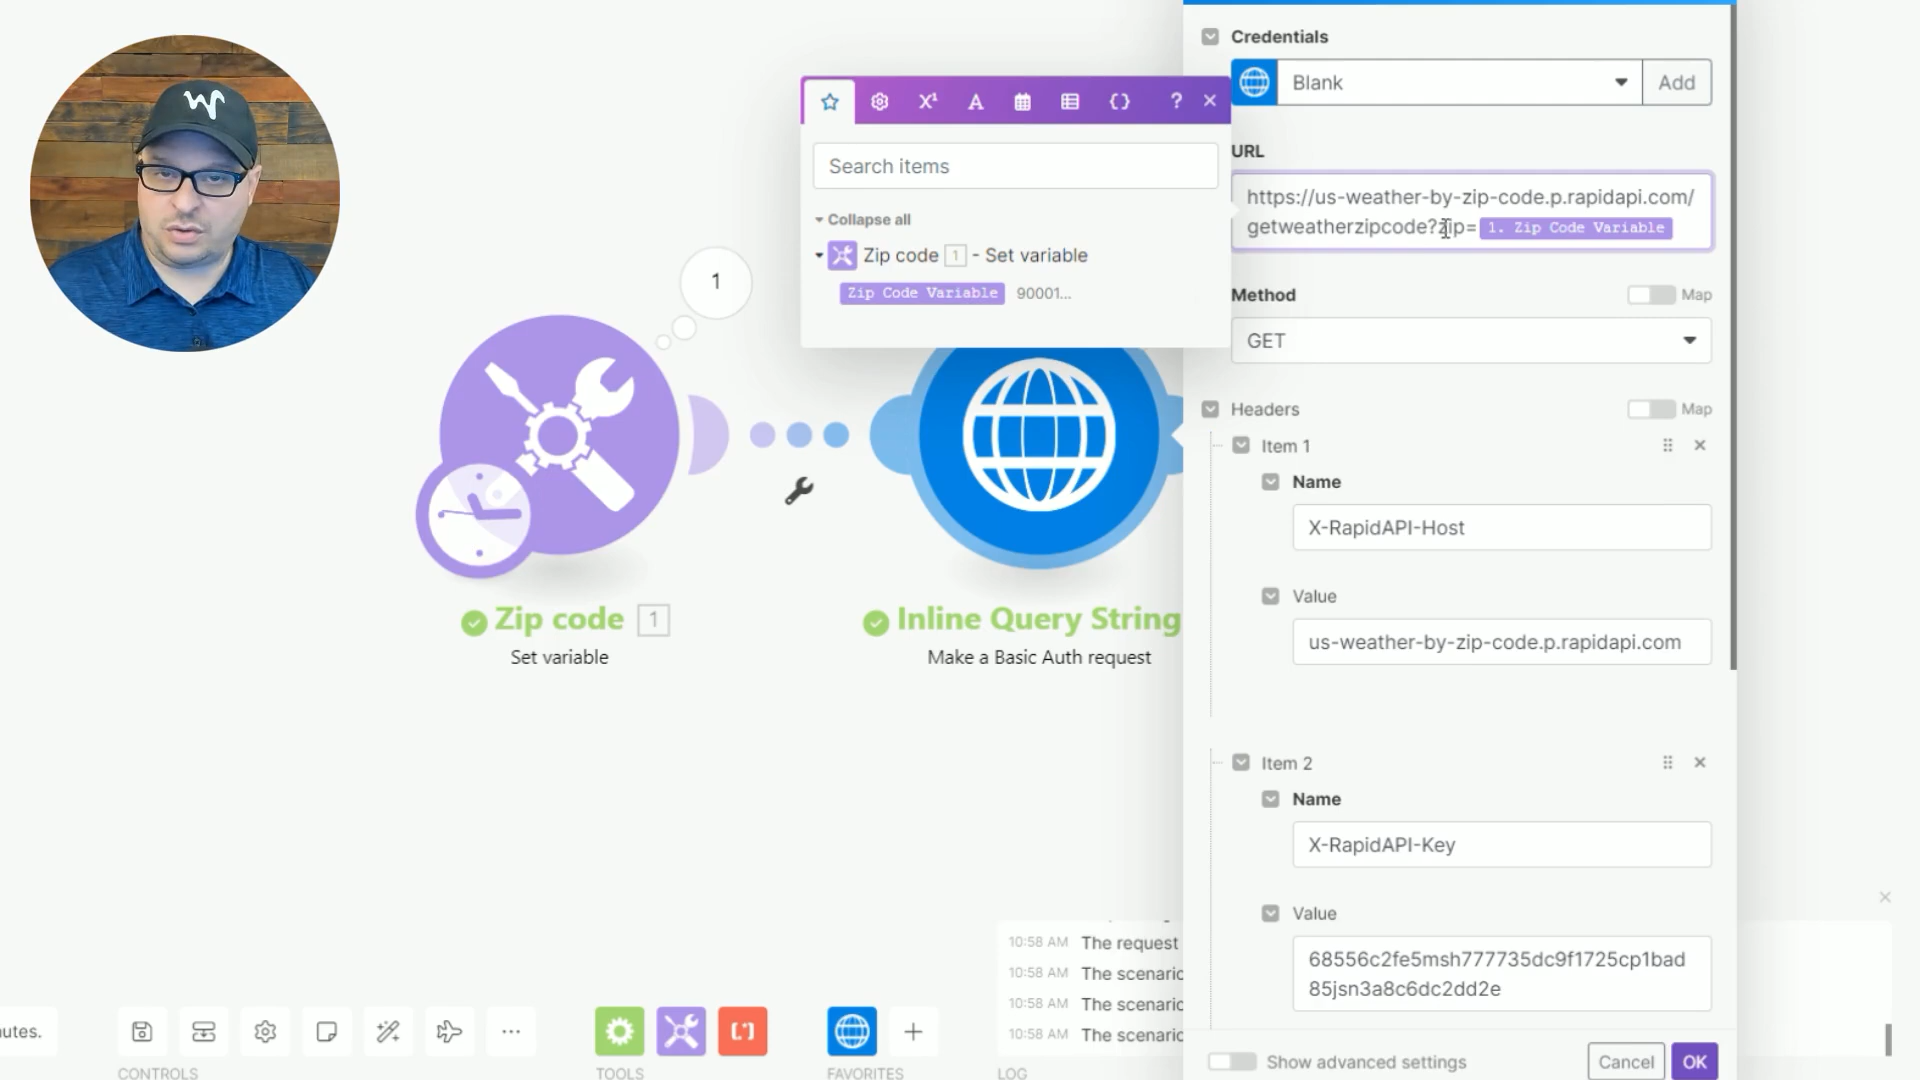 Credentials
Blank
Add
Search items
Collapse all
Zip code 1 - Set variable
Zip Code Variable 90001...
URL
https://us-weather-by-zip-code.p.rapidapi.com/
getweatherzipcode?zip= 1. Zip Code Variable
Method
Map
GET
Headers
Map
Item 1
Name
X-RapidAPI-Host
Value
us-weather-by-zip-code.p.rapidapi.com
Item 2
Name
X-RapidAPI-Key
Value
68556c2fe5msh777735dc9f1725cp1bad
85jsn3a8c6dc2dd2e
Show advanced settings
Cancel
OK
1
Zip code 1
Set variable
Inline Query String
Make a Basic Auth request
10:58 AM The request
10:58 AM The scenario
10:58 AM The scenario
10:58 AM The scenario
utes.
CONTROLS
TOOLS
FAVORITES
LOG